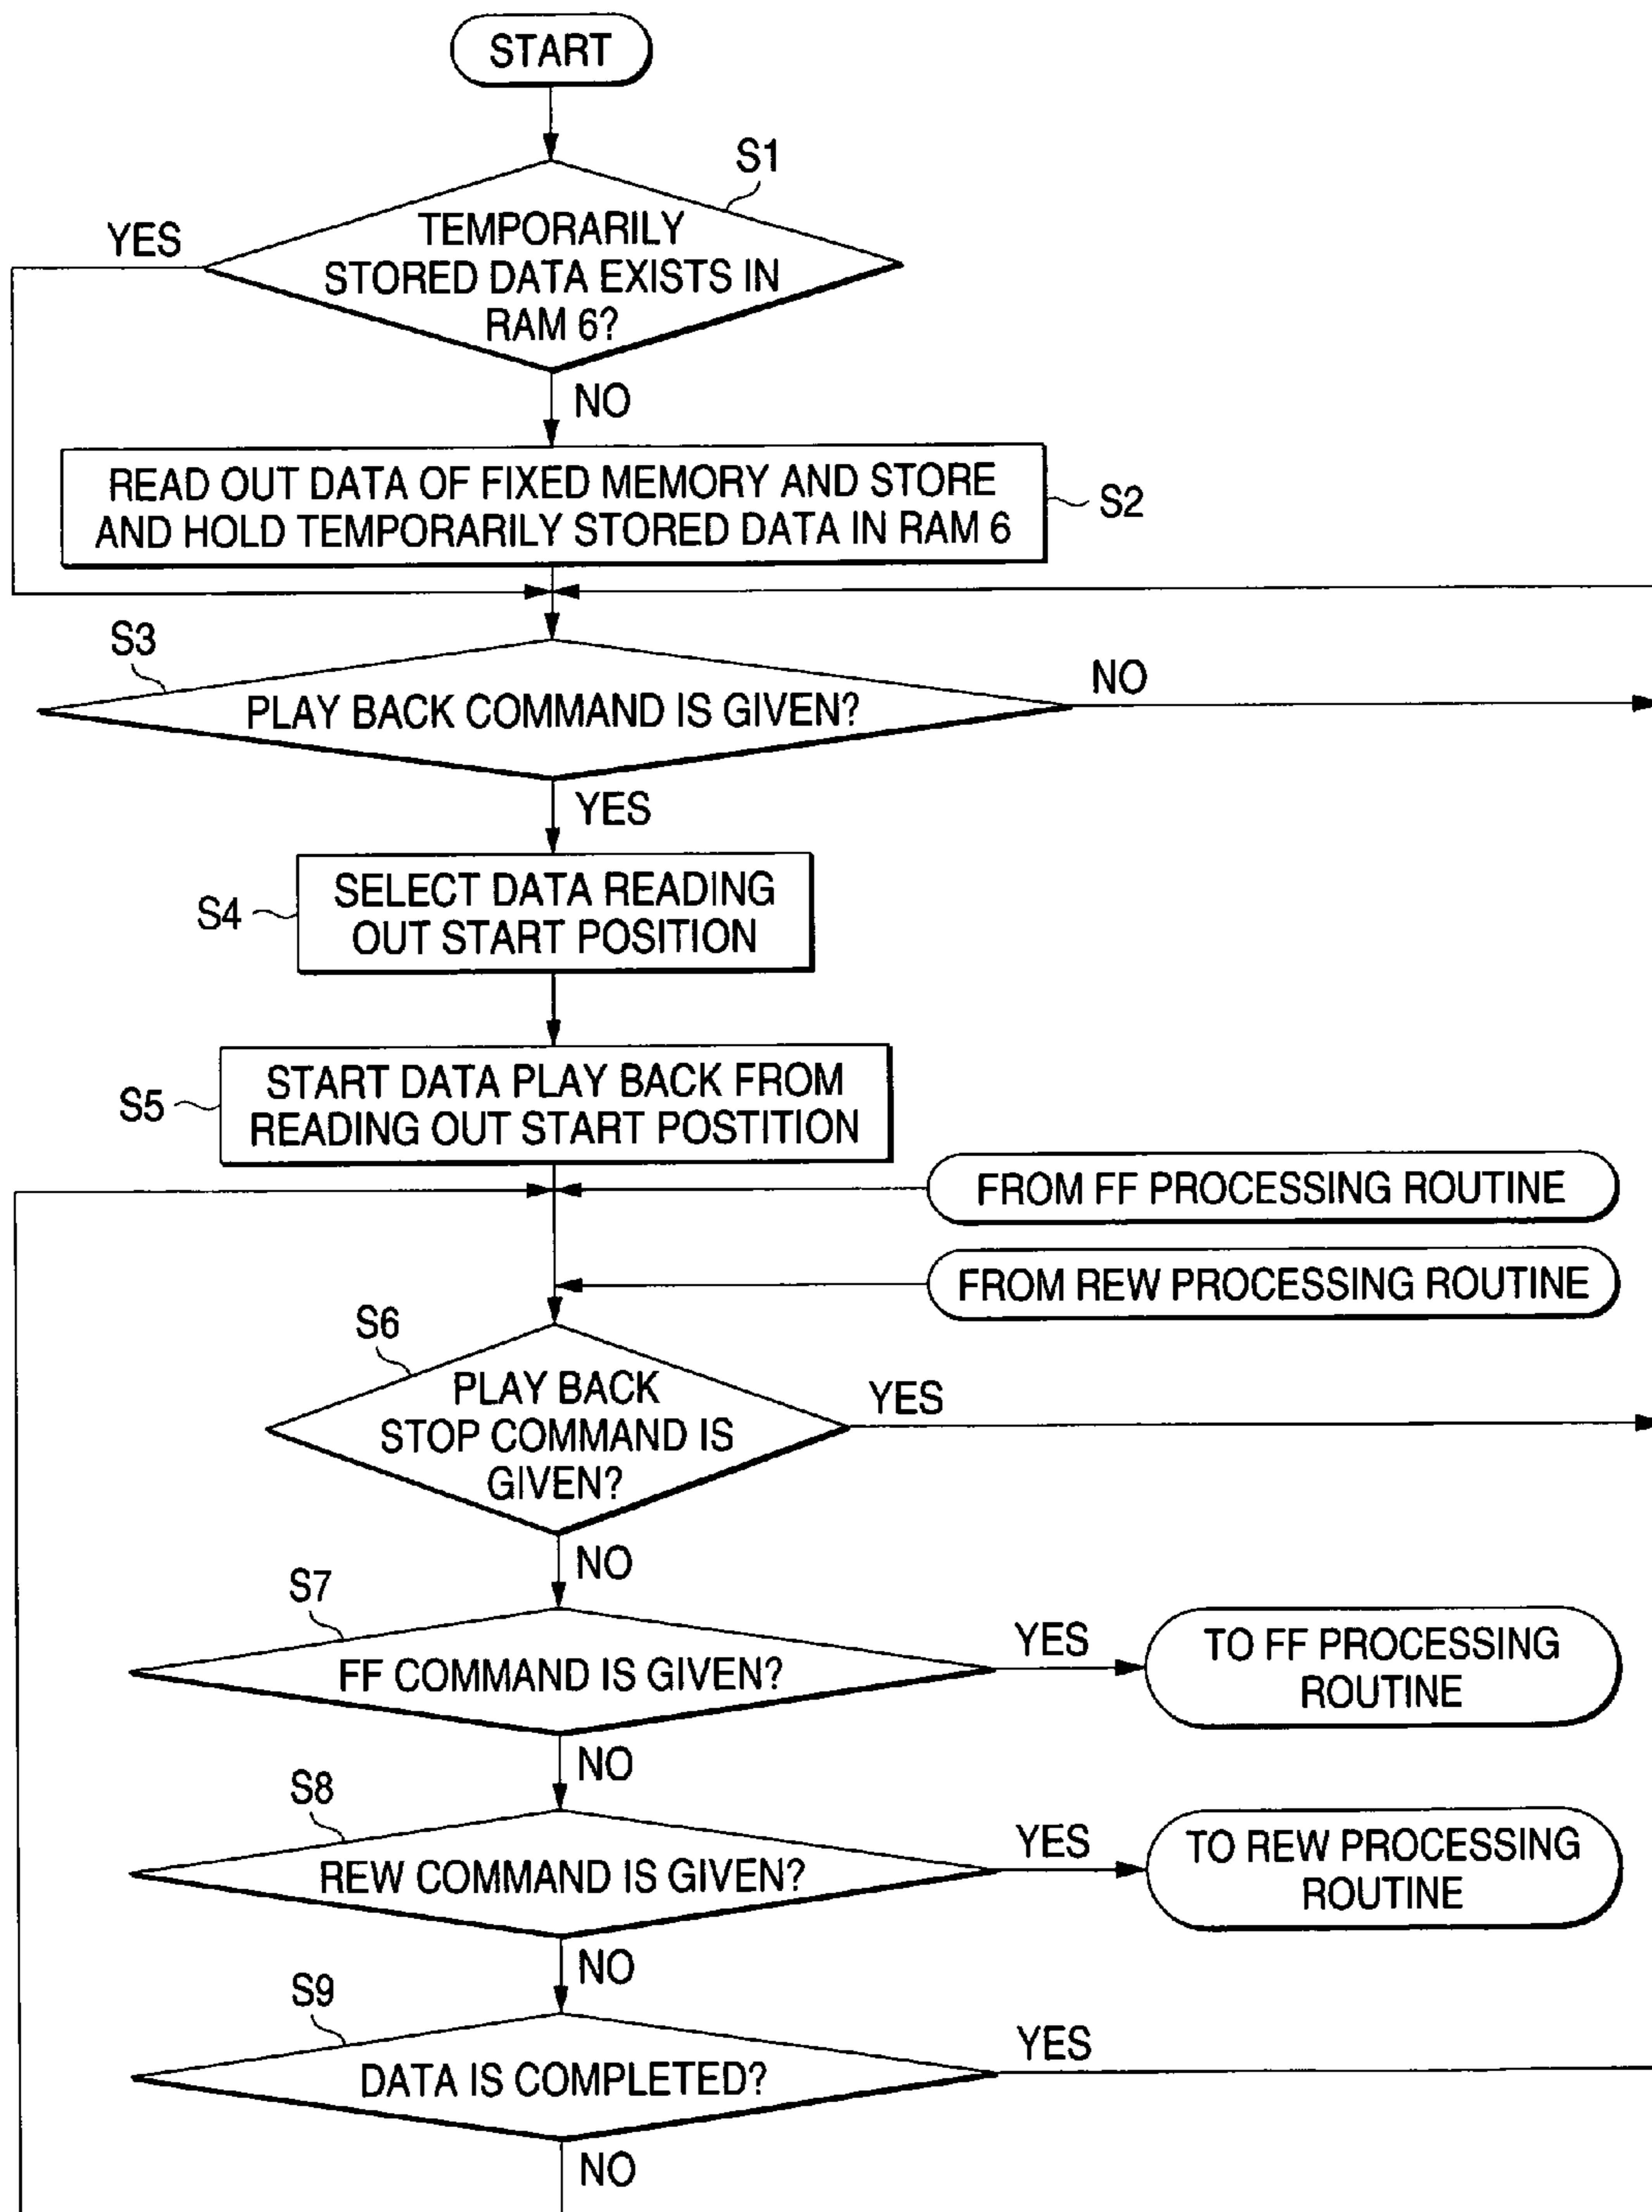 START
S1
YES
TEMPORARILY
STORED DATA EXISTS IN
RAM 6?
NO
READ OUT DATA OF FIXED MEMORY AND STORE
AND HOLD TEMPORARILY STORED DATA IN RAM 6
S2
S3
PLAY BACK COMMAND IS GIVEN?
NO
YES
S4
SELECT DATA READING
OUT START POSITION
S5
START DATA PLAY BACK FROM
READING OUT START POSTITION
FROM FF PROCESSING ROUTINE
FROM REW PROCESSING ROUTINE
S6
PLAY BACK
STOP COMMAND IS
GIVEN?
YES
NO
S7
FF COMMAND IS GIVEN?
YES
TO FF PROCESSING
ROUTINE
NO
S8
REW COMMAND IS GIVEN?
YES
TO REW PROCESSING
ROUTINE
NO
S9
DATA IS COMPLETED?
YES
NO